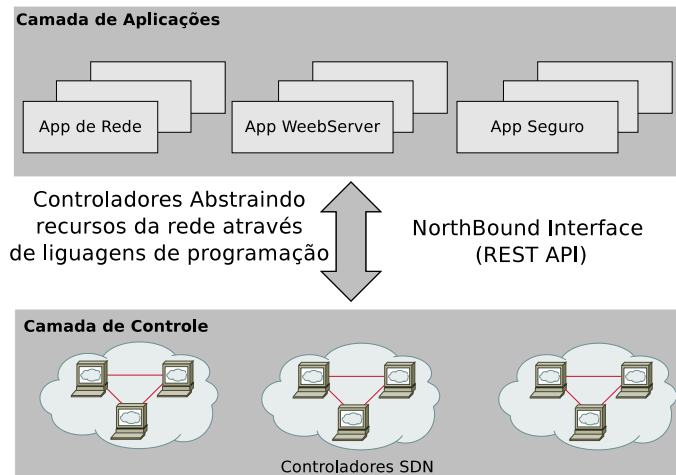 Camada de Aplicações
App de Rede
App WeebServer
App Seguro
Controladores Abstraindo
recursos da rede através
de liguagens de programação
NorthBound Interface
(REST API)
Camada de Controle
Controladores SDN